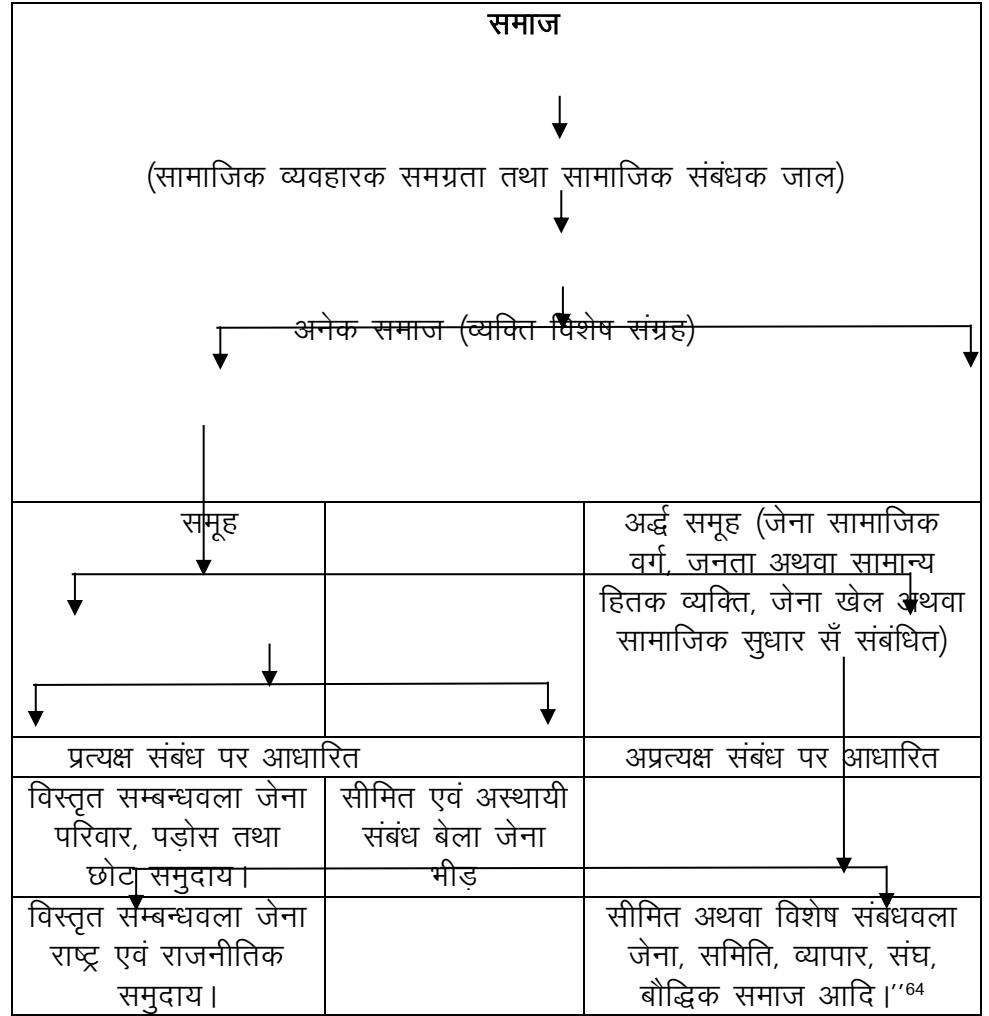 समाज
(सामाजिक व्यवहारक समग्रता तथा सामाजिक संबंधक जाल)
अनेक समाज (व्यक्ति विशेष संग्रह)
समूह
अर्द्ध समूह (जेना सामाजिक
वर्ग, जनता अथवा सामान्य
हितक व्यक्ति, जेना खेल अथवा
सामाजिक सुधार सँ संबंधित)
प्रत्यक्ष संबंध पर आधारित
अप्रत्यक्ष संबंध पर आधारित
विस्तृत सम्बन्धवला जेना
परिवार, पड़ोस तथा
छोट समुदाय।
सीमित एवं अस्थायी
संबंध बेला जेना
भीड़
विस्तृत सम्बन्धवला जेना
राष्ट्र एवं राजनीतिक
समुदाय।
सीमित अथवा विशेष संबंधवला
जेना, समिति, व्यापार, संघ,
बौद्धिक समाज आदि।’’64